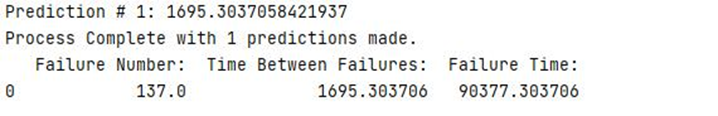 Prediction # 1: 1695.3037058421937
Process Complete with 1 predictions made.
Failure Number: Time Between Failures: Failure Time:
0 137.0 1695.303706 90377.303706